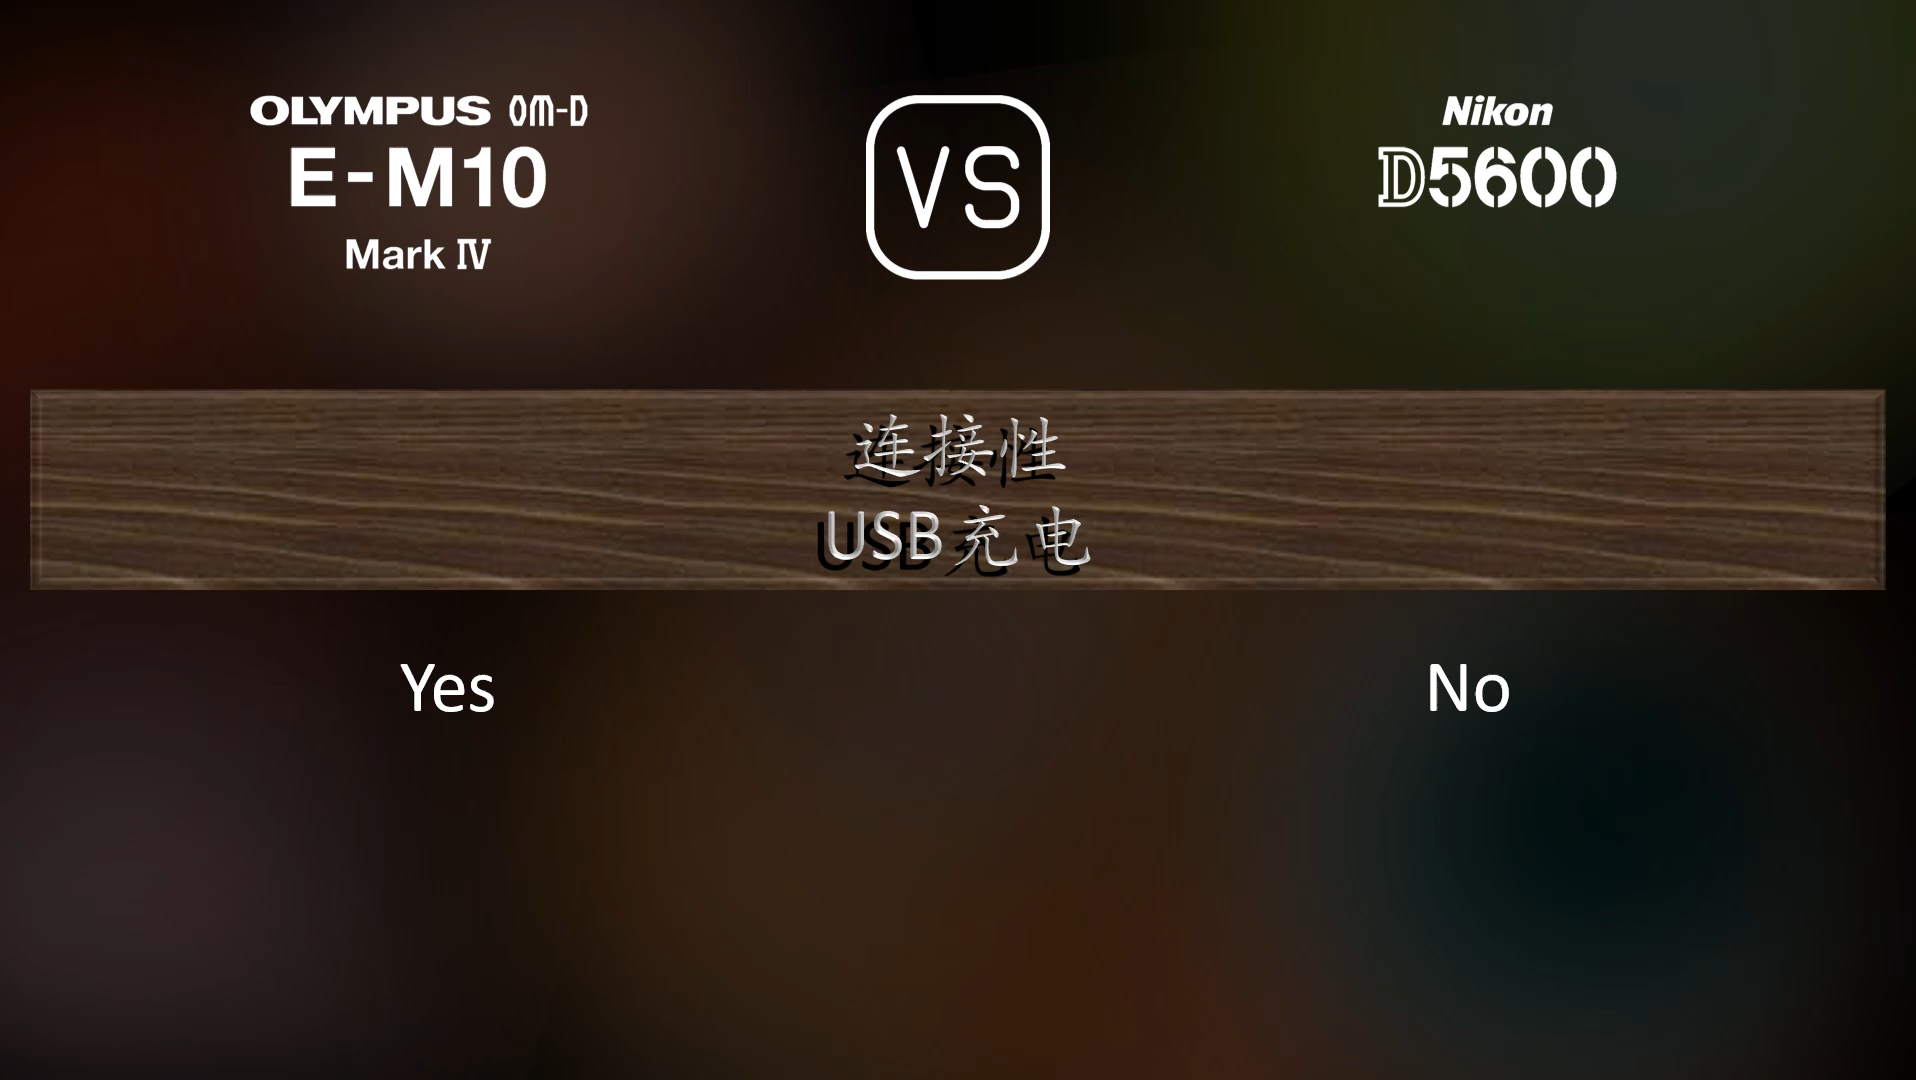 OLYMPUS OM-D
E-M10
Mark IV
VS
Nikon
D5600
连接性
USB充电
Yes
No